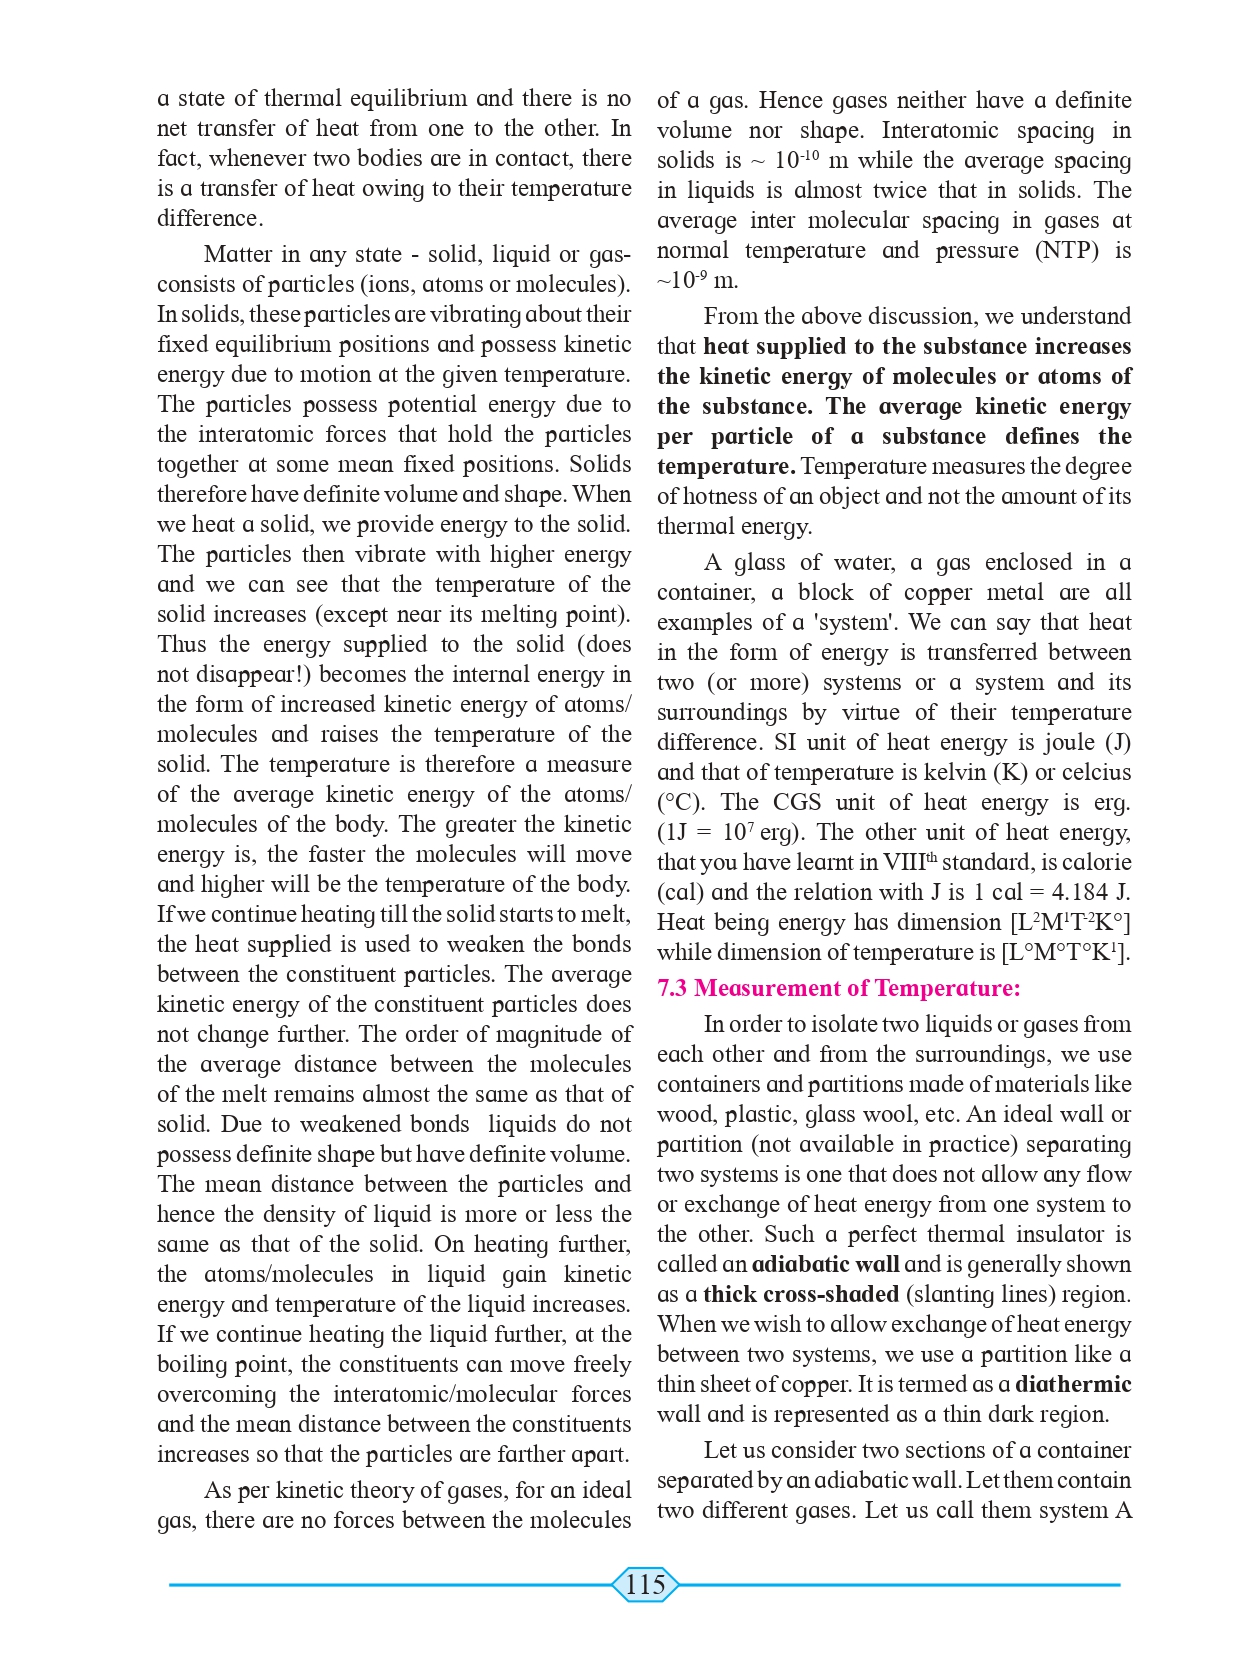 a state of thermal equilibrium and there is no
net transfer of heat from one to the other. In
fact, whenever two bodies are in contact, there
is a transfer of heat owing to their temperature
difference.
Matter in any state - solid, liquid or gas-
consists of particles (ions, atoms or molecules).
In solids, these particles are vibrating about their
fixed equilibrium positions and possess kinetic
energy due to motion at the given temperature.
The particles possess potential energy due to
the interatomic forces that hold the particles
together at some mean fixed positions. Solids
therefore have definite volume and shape. When
we heat a solid, we provide energy to the solid.
The particles then vibrate with higher energy
and we can see that the temperature of the
solid increases (except near its melting point).
Thus the energy supplied to the solid (does
not disappear!) becomes the internal energy in
the form of increased kinetic energy of atoms/
molecules and raises the temperature of the
solid. The temperature is therefore a measure
of the average kinetic energy of the atoms/
molecules of the body. The greater the kinetic
energy is, the faster the molecules will move
and higher will be the temperature of the body.
If we continue heating till the solid starts to melt,
the heat supplied is used to weaken the bonds
between the constituent particles. The average
kinetic energy of the constituent particles does
not change further. The order of magnitude of
the average distance between the molecules
of the melt remains almost the same as that of
solid. Due to weakened bonds liquids do not
possess definite shape but have definite volume.
The mean distance between the particles and
hence the density of liquid is more or less the
same as that of the solid. On heating further,
the atoms/molecules in liquid gain kinetic
energy and temperature of the liquid increases.
If we continue heating the liquid further, at the
boiling point, the constituents can move freely
overcoming the interatomic/molecular forces
and the mean distance between the constituents
increases so that the particles are farther apart.
As per kinetic theory of gases, for an ideal
gas, there are no forces between the molecules
of a gas. Hence gases neither have a definite
volume nor shape. Interatomic spacing in
solids is ~ 10⁻¹⁰ m while the average spacing
in liquids is almost twice that in solids. The
average inter molecular spacing in gases at
normal temperature and pressure (NTP) is
~10⁻⁹ m.
From the above discussion, we understand
that heat supplied to the substance increases
the kinetic energy of molecules or atoms of
the substance. The average kinetic energy
per particle of a substance defines the
temperature. Temperature measures the degree
of hotness of an object and not the amount of its
thermal energy.
A glass of water, a gas enclosed in a
container, a block of copper metal are all
examples of a 'system'. We can say that heat
in the form of energy is transferred between
two (or more) systems or a system and its
surroundings by virtue of their temperature
difference. SI unit of heat energy is joule (J)
and that of temperature is kelvin (K) or celcius
(°C). The CGS unit of heat energy is erg.
(1J = 10⁷ erg). The other unit of heat energy,
that you have learnt in VIIIᵗʰ standard, is calorie
(cal) and the relation with J is 1 cal = 4.184 J.
Heat being energy has dimension [L²M¹T⁻²K°]
while dimension of temperature is [L°M°T°K¹].
7.3 Measurement of Temperature:
In order to isolate two liquids or gases from
each other and from the surroundings, we use
containers and partitions made of materials like
wood, plastic, glass wool, etc. An ideal wall or
partition (not available in practice) separating
two systems is one that does not allow any flow
or exchange of heat energy from one system to
the other. Such a perfect thermal insulator is
called an adiabatic wall and is generally shown
as a thick cross-shaded (slanting lines) region.
When we wish to allow exchange of heat energy
between two systems, we use a partition like a
thin sheet of copper. It is termed as a diathermic
wall and is represented as a thin dark region.
Let us consider two sections of a container
separated by an adiabatic wall. Let them contain
two different gases. Let us call them system A
115